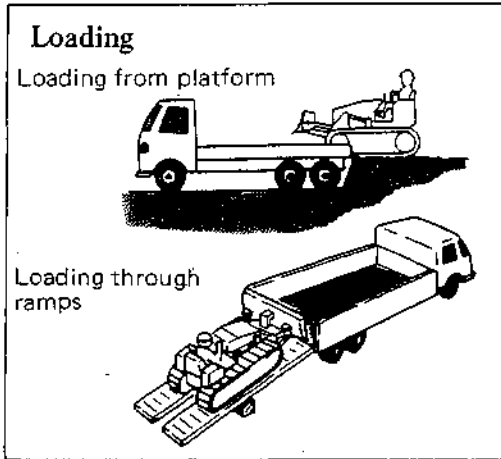 Loading
Loading from platform
Loading through
ramps